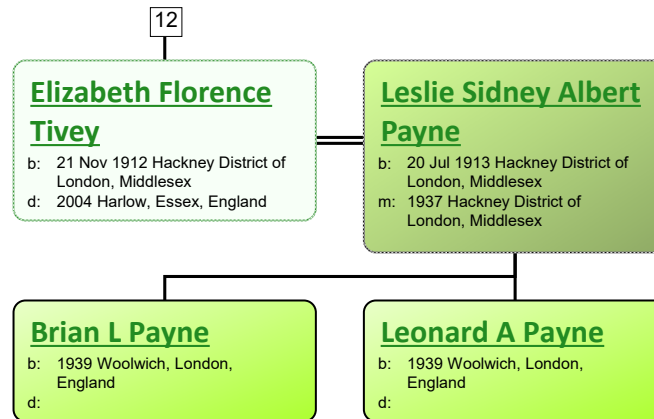 12
Elizabeth Florence
Tivey
b: 21 Nov 1912 Hackney District of
London, Middlesex
d: 2004 Harlow, Essex, England
Leslie Sidney Albert
Payne
b: 20 Jul 1913 Hackney District of
London, Middlesex
m: 1937 Hackney District of
London, Middlesex
Brian L Payne
b: 1939 Woolwich, London,
England
d:
Leonard A Payne
b: 1939 Woolwich, London,
England
d: